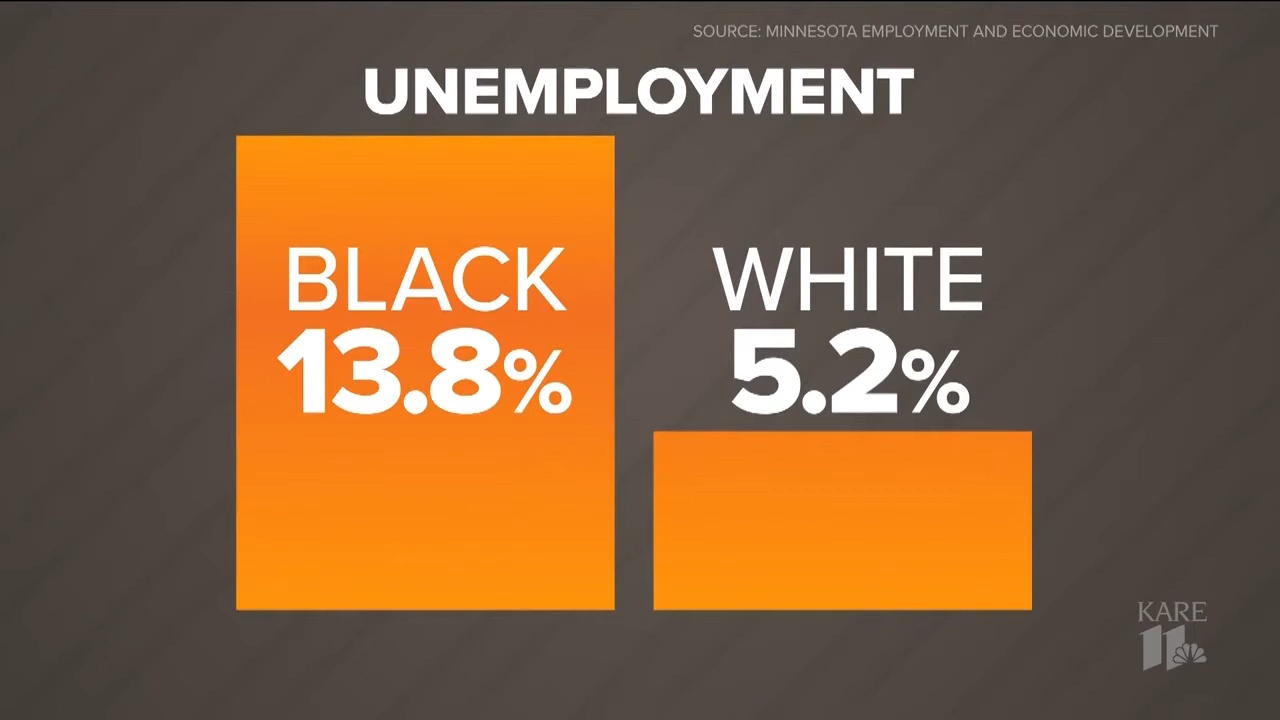 SOURCE: MINNESOTA EMPLOYMENT AND ECONOMIC DEVELOPMENT
UNEMPLOYMENT
BLACK
13.8%
WHITE
5.2%
KARE
11